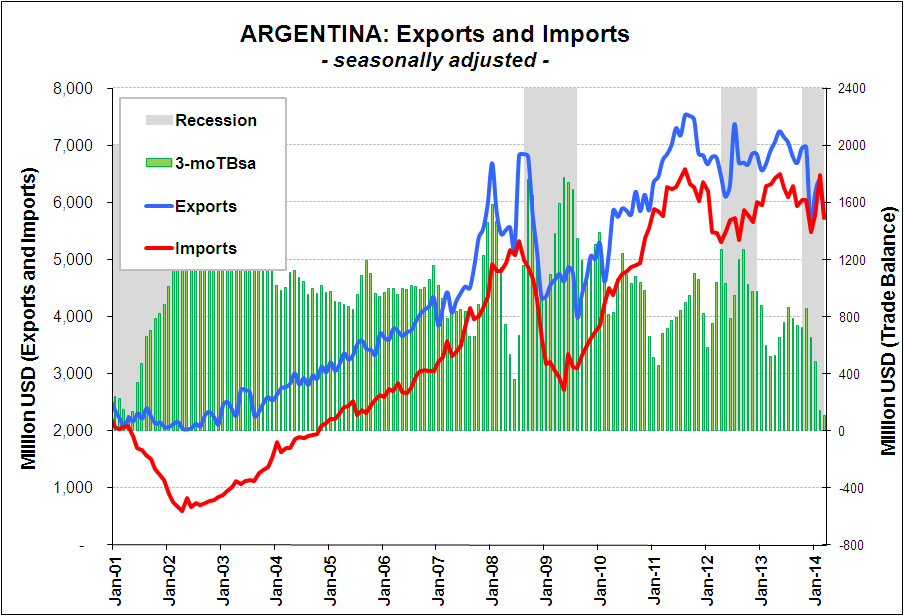 ARGENTINA: Exports and Imports
- seasonally adjusted -
Million USD (Exports and Imports)
8,000
7,000
6,000
5,000
4,000
3,000
2,000
1,000
-
Recession
3-moTBsa
Exports
Imports
2400
2000
1600
1200
800
400
0
-400
-800
Million USD (Trade Balance)
Jan-01
Jan-02
Jan-03
Jan-04
Jan-05
Jan-06
Jan-07
Jan-08
Jan-09
Jan-10
Jan-11
Jan-12
Jan-13
Jan-14